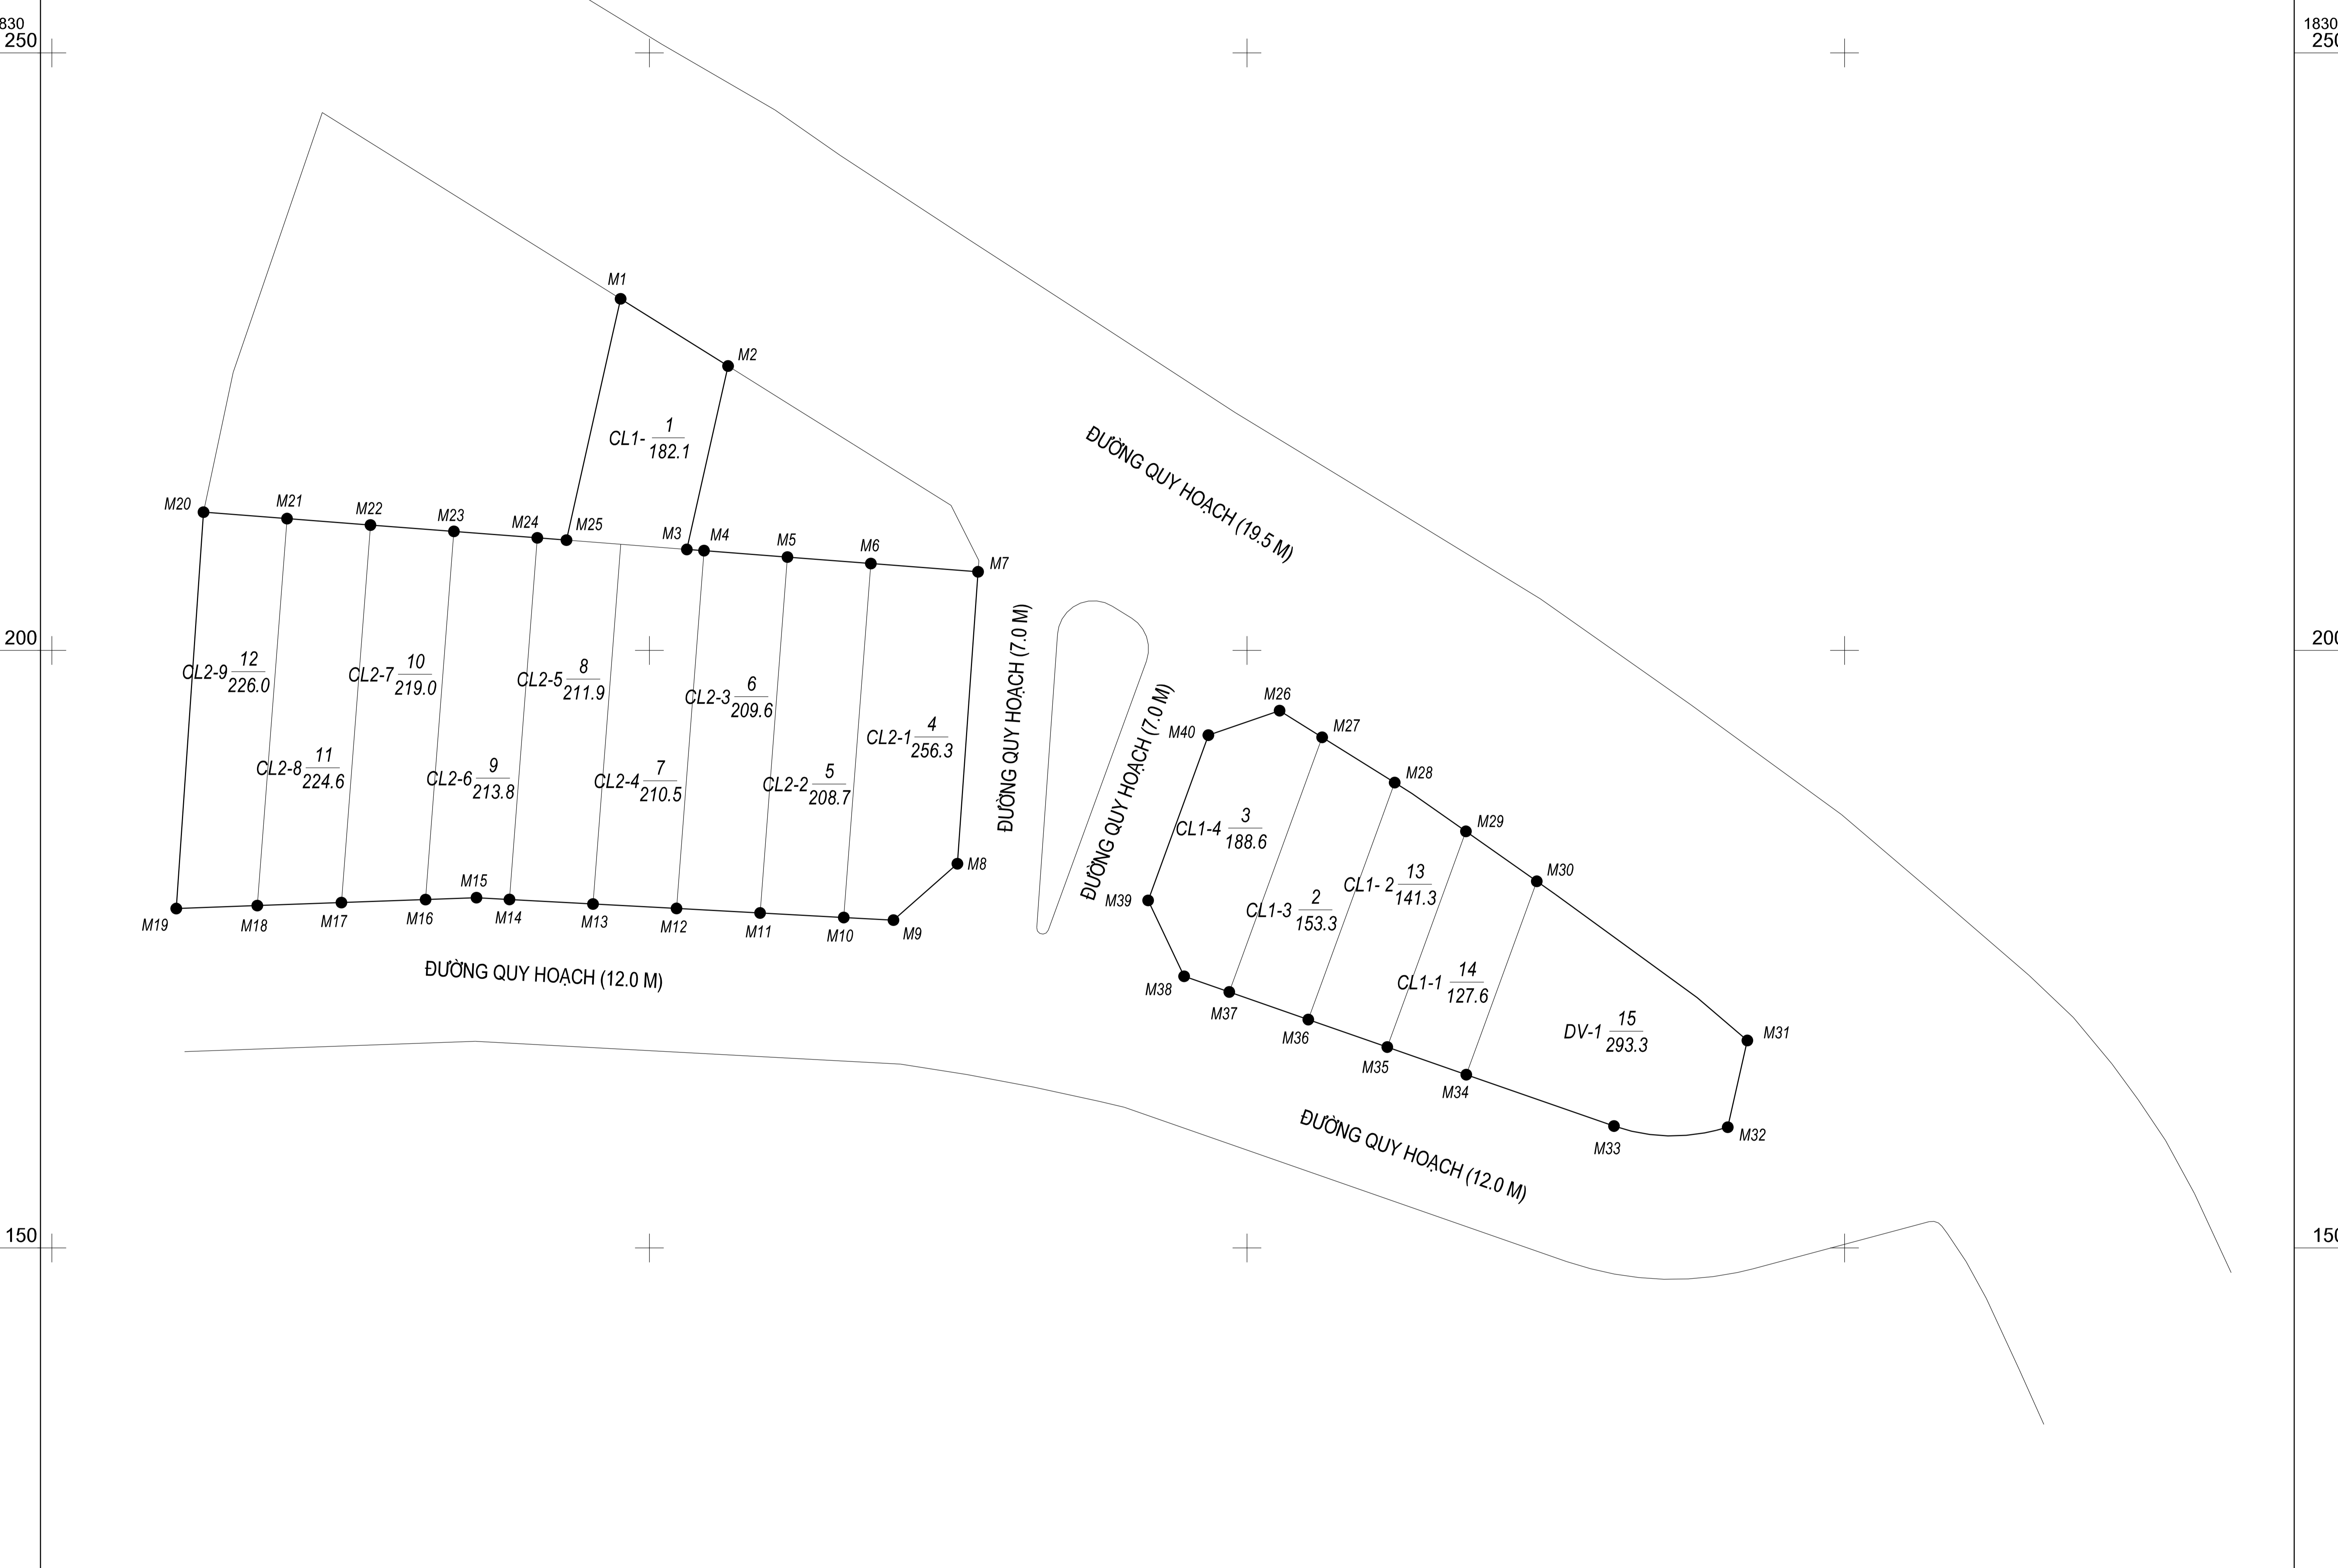 830
250
1830
250
M1
M2
CL1- 1
182.1
ĐƯỜNG QUY HOẠCH (19.5 M)
M20
M21
M22
M23
M24
M25
M3
M4
M5
M6
M7
200
200
CL2-9 12
226.0
CL2-7 10
219.0
CL2-5 8
211.9
CL2-3 6
209.6
CL2-1 4
256.3
CL2-8 11
224.6
CL2-6 9
213.8
CL2-4 7
210.5
CL2-2 5
208.7
ĐƯỜNG QUY HOẠCH (7.0 M)
ĐƯỜNG QUY HOẠCH (7.0 M)
M8
M19
M18
M17
M16
M15
M14
M13
M12
M11
M10
M9
ĐƯỜNG QUY HOẠCH (12.0 M)
M26
M40
M27
M28
M29
M30
M39
CL1-4 3
188.6
CL1-3 2
153.3
CL1- 2 13
141.3
CL1-1 14
127.6
DV-1 15
293.3
M31
M38
M37
M36
M35
M34
M33
M32
ĐƯỜNG QUY HOẠCH (12.0 M)
150
150